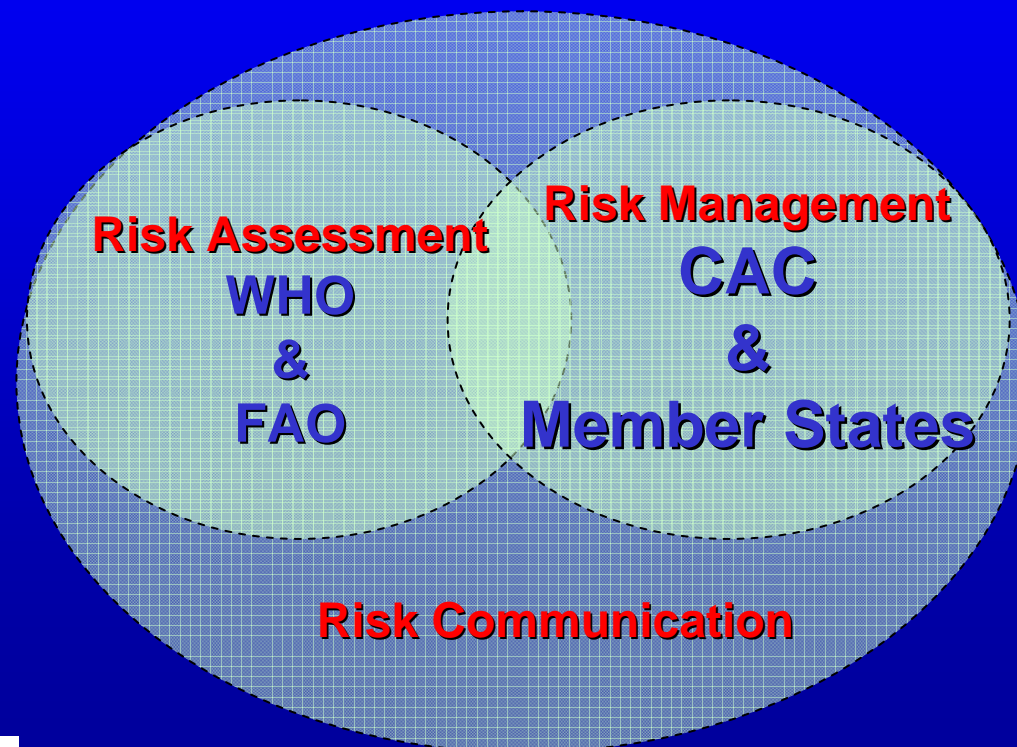 Risk Assessment
WHO
&
FAO
Risk Management
CAC
&
Member States
Risk Communication